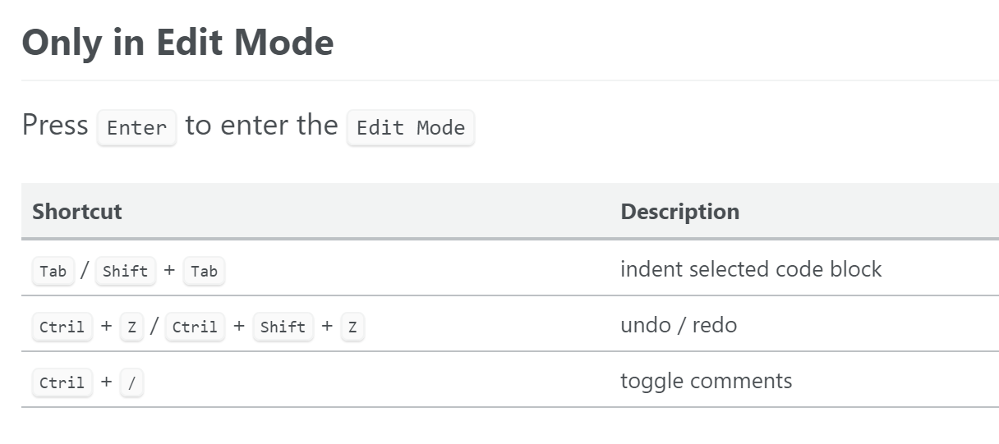 Only in Edit Mode
Press Enter to enter the Edit Mode
Shortcut Description
Tab / Shift + Tab indent selected code block
Ctril + Z / Ctril + Shift + Z undo / redo
Ctril + / toggle comments